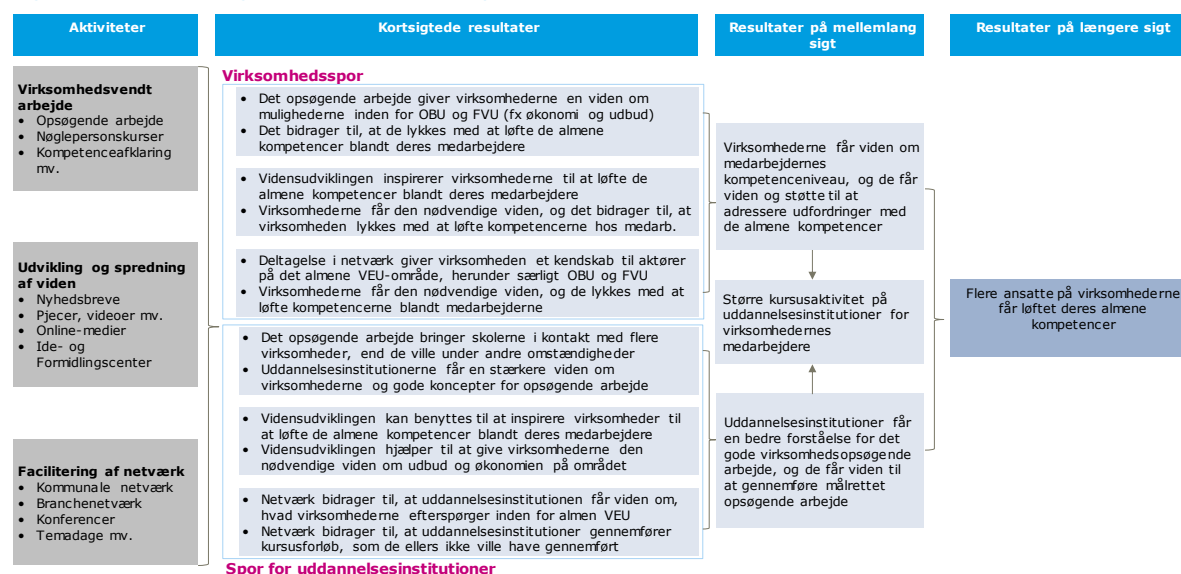 Aktiviteter
Kortsigtede resultater
Resultater på mellemlang
sigt
Resultater på længere sigt
Virksomhedsvendt
arbejde
• Opsøgende arbejde
• Nøglepersonskurser
• Kompetenceafklaring
mv.
Udvikling og spredning
af viden
• Nyhedsbreve
• Pjecer, videoer mv.
• Online-medier
• Ide- og
Formidlingscenter
Facilitering af netværk
• Kommunale netværk
• Branchenetværk
• Konferencer
• Temadage mv.
Virksomhedsspor
• Det opsøgende arbejde giver virksomhederne en viden om
mulighederne inden for OBU og FVU (fx økonomi og udbud)
• Det bidrager til, at de lykkes med at løfte de almene
kompetencer blandt deres medarbejdere
• Vidensudviklingen inspirerer virksomhederne til at løfte de
almene kompetencer blandt deres medarbejdere
• Virksomhederne får den nødvendige viden, og det bidrager til, at
virksomheden lykkes med at løfte kompetencerne hos medarb.
• Deltagelse i netværk giver virksomheden et kendskab til aktører
på det almene VEU-område, herunder særligt OBU og FVU
• Virksomhederne får den nødvendige viden, og de lykkes med at
løfte kompetencerne blandt medarbejderne
• Det opsøgende arbejde bringer skolerne i kontakt med flere
virksomheder, end de ville under andre omstændigheder
• Uddannelsesinstitutionerne får en stærkere viden om
virksomhederne og gode koncepter for opsøgende arbejde
• Vidensudviklingen kan benyttes til at inspirere virksomheder til
at løfte de almene kompetencer blandt deres medarbejdere
• Vidensudviklingen hjælper til at give virksomhederne den
nødvendige viden om udbud og økonomien på området
• Netværk bidrager til, at uddannelsesinstitutionen får viden om,
hvad virksomhederne efterspørger inden for almen VEU
• Netværk bidrager til, at uddannelsesinstitutioner gennemfører
kursusforløb, som de ellers ikke ville have gennemført
Spor for uddannelsesinstitutioner
Virksomhederne får viden om
medarbejdernes
kompetenceniveau, og de får
viden og støtte til at
adressere udfordringer med
de almene kompetencer
Større kursusaktivitet på
uddannelsesinstitutioner for
virksomhedernes
medarbejdere
Uddannelsesinstitutioner får
en bedre forståelse for det
gode virksomhedsopsøgende
arbejde, og de får viden til
at gennemføre målrettet
opsøgende arbejde
Flere ansatte på virksomhederne
får løftet deres almene
kompetencer